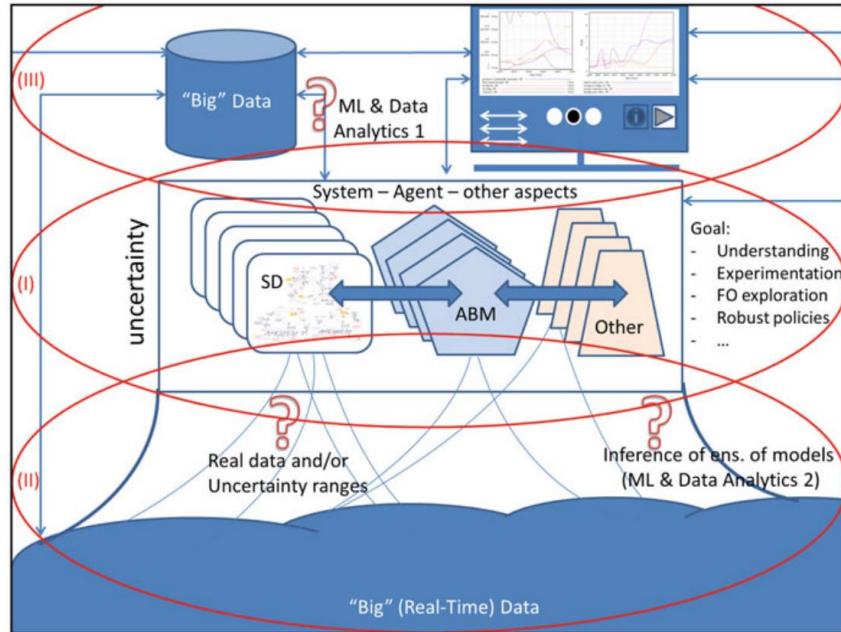 (III)
"Big" Data
ML & Data
Analytics 1
System – Agent – other aspects
uncertainty
(I)
SD
ABM
Other
Goal:
- Understanding
- Experimentation
- FO exploration
- Robust policies
- ...
(II)
Real data and/or
Uncertainty ranges
Inference of ens. of models
(ML & Data Analytics 2)
"Big" (Real-Time) Data